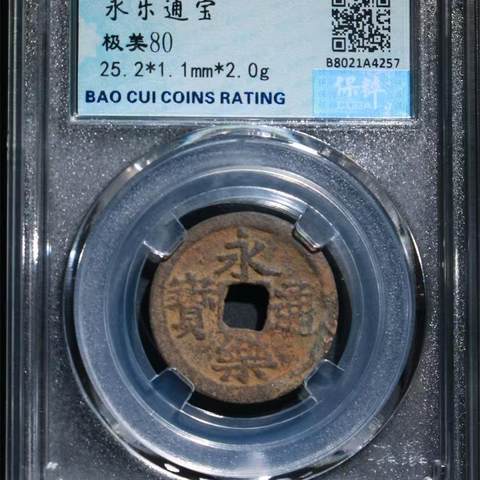 永乐通宝
极美80
25.2*1.1mm*2.0g
BAO CUI COINS RATING
B8021A4257
保粹
永樂通寶